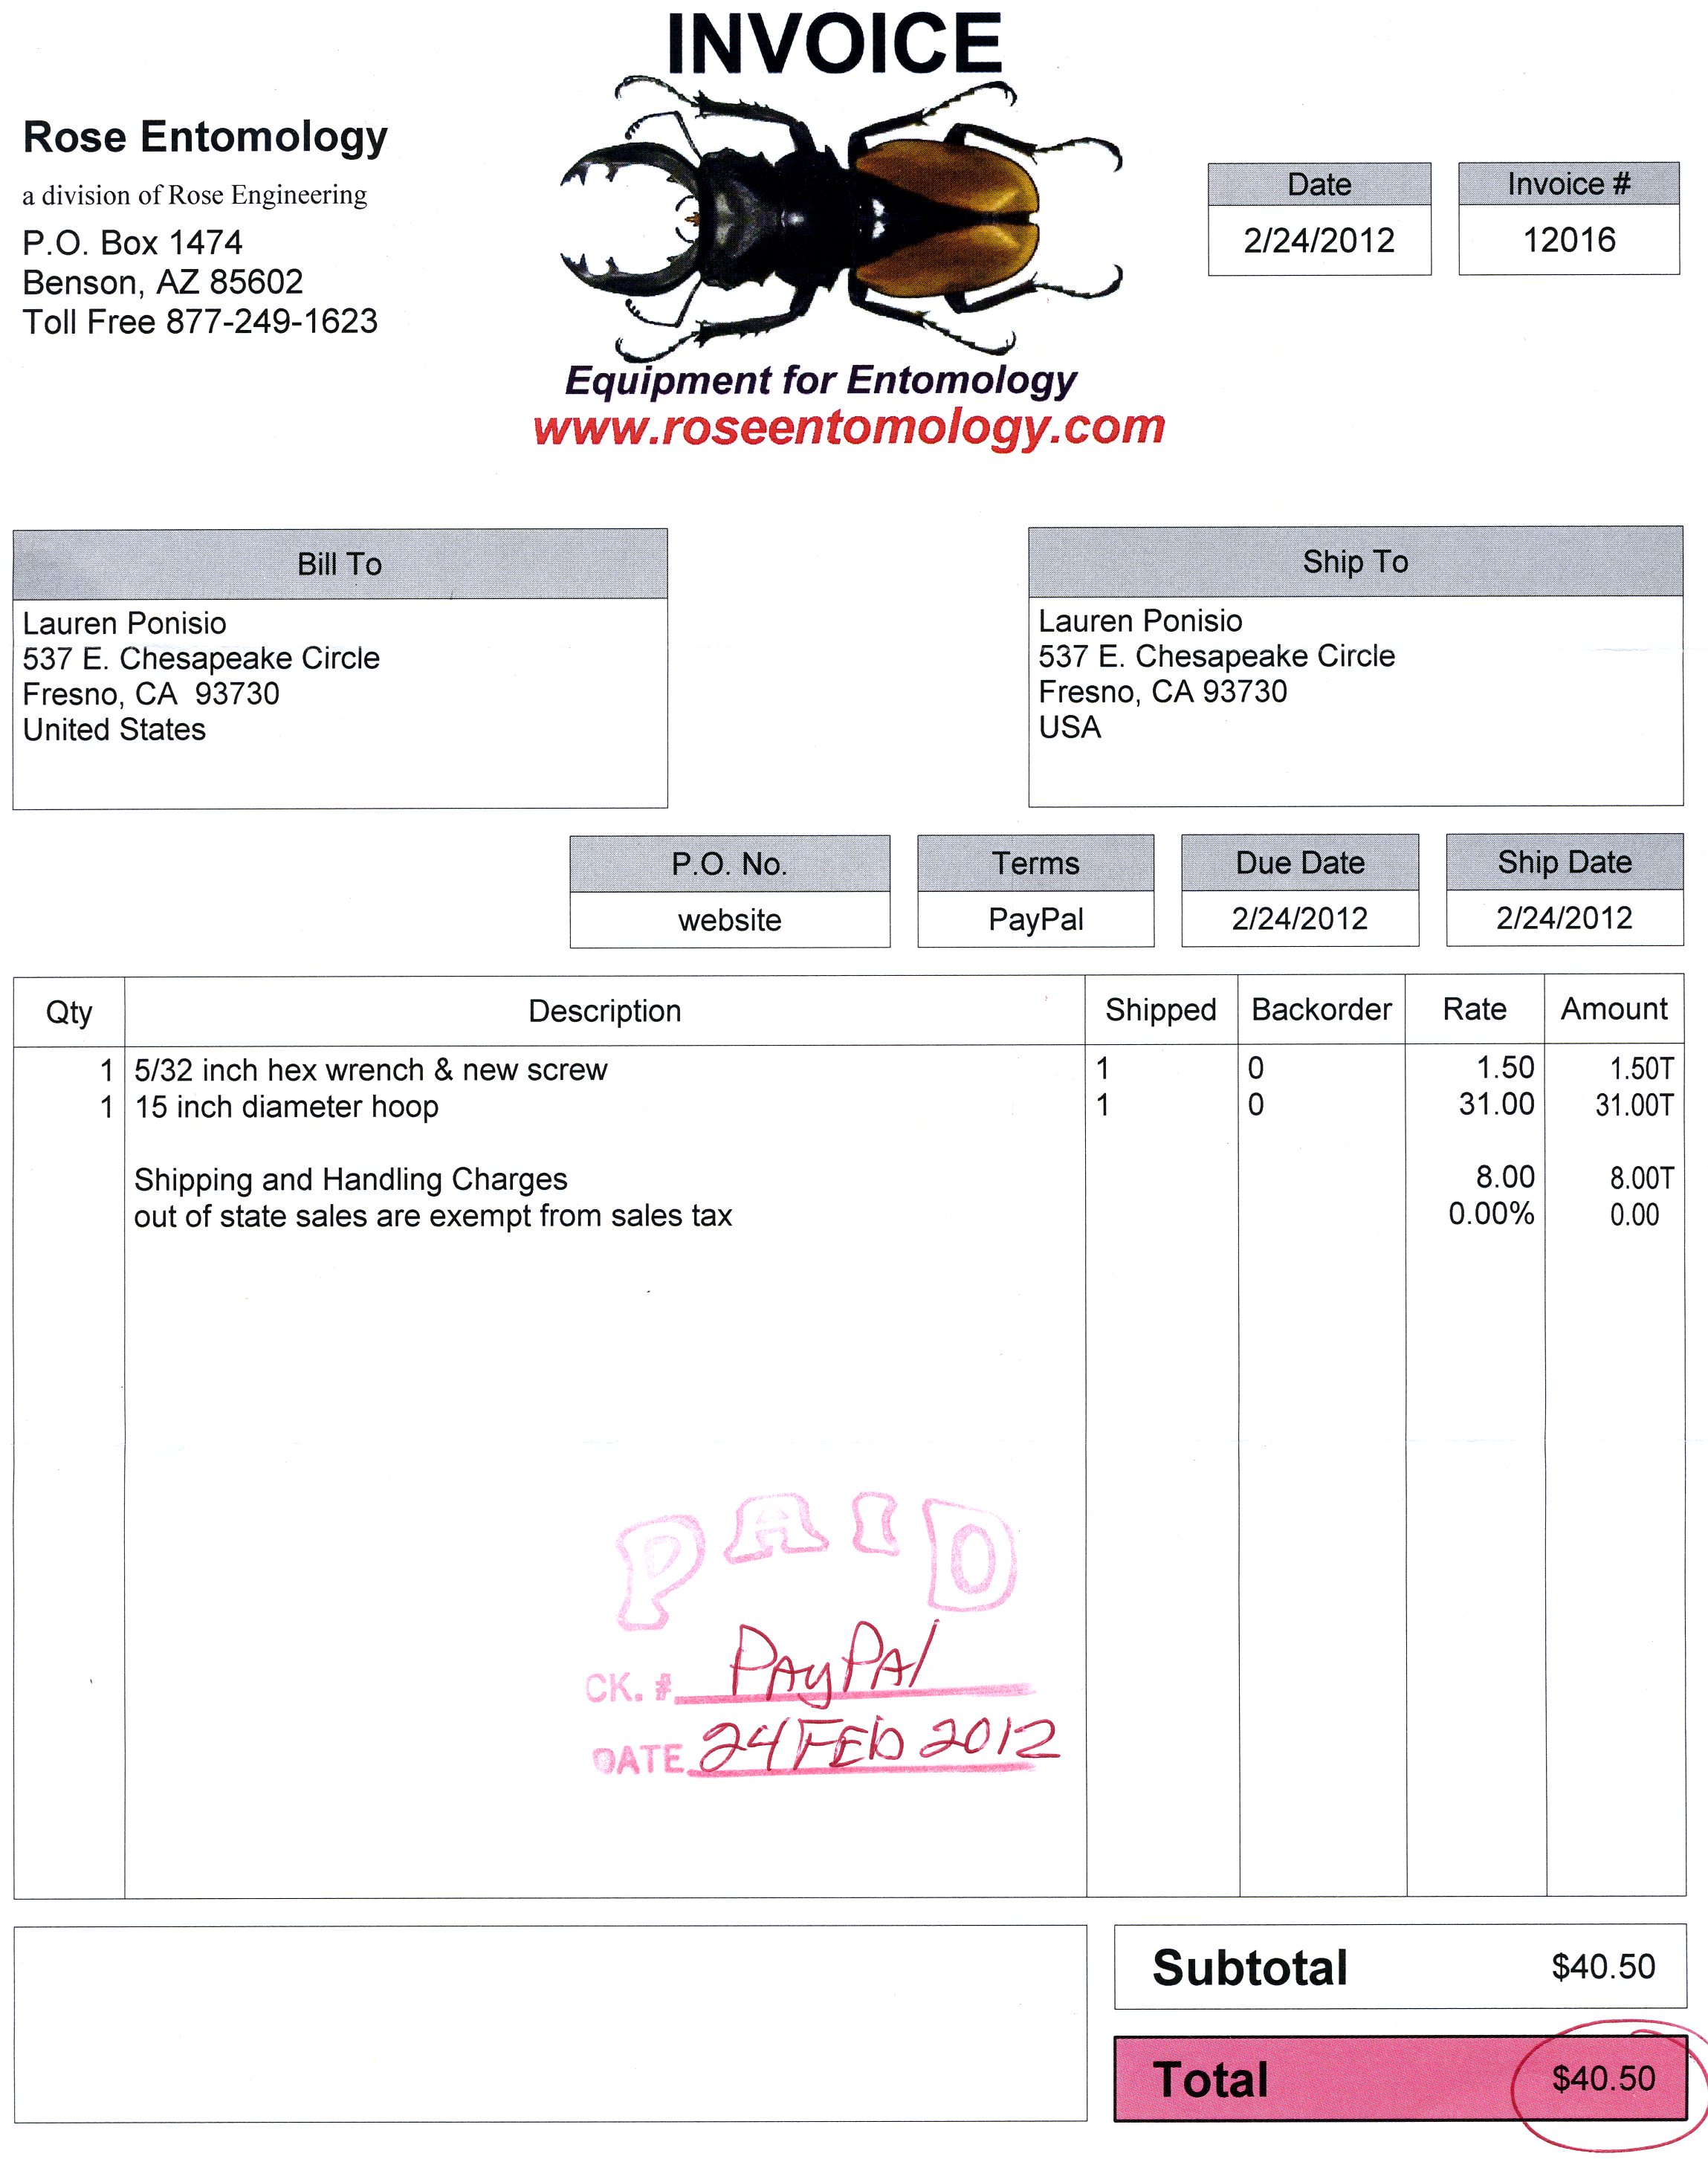 INVOICE
Rose Entomology
a division of Rose Engineering
P.O. Box 1474
Benson, AZ 85602
Toll Free 877-249-1623
Equipment for Entomology
www.roseentomology.com
Date
2/24/2012
Invoice #
12016
Bill To
Lauren Ponisio
537 E. Chesapeake Circle
Fresno, CA  93730
United States
Ship To
Lauren Ponisio
537 E. Chesapeake Circle
Fresno, CA 93730
USA
P.O. No. Terms Due Date Ship Date
website PayPal 2/24/2012 2/24/2012
Qty Description Shipped Backorder Rate Amount
1 5/32 inch hex wrench & new screw 1 0 1.50 1.50T
1 15 inch diameter hoop 1 0 31.00 31.00T
Shipping and Handling Charges 8.00 8.00T
out of state sales are exempt from sales tax 0.00% 0.00
PAID
CK. # PayPal
DATE 24 FEB 2012
Subtotal $40.50
Total $40.50